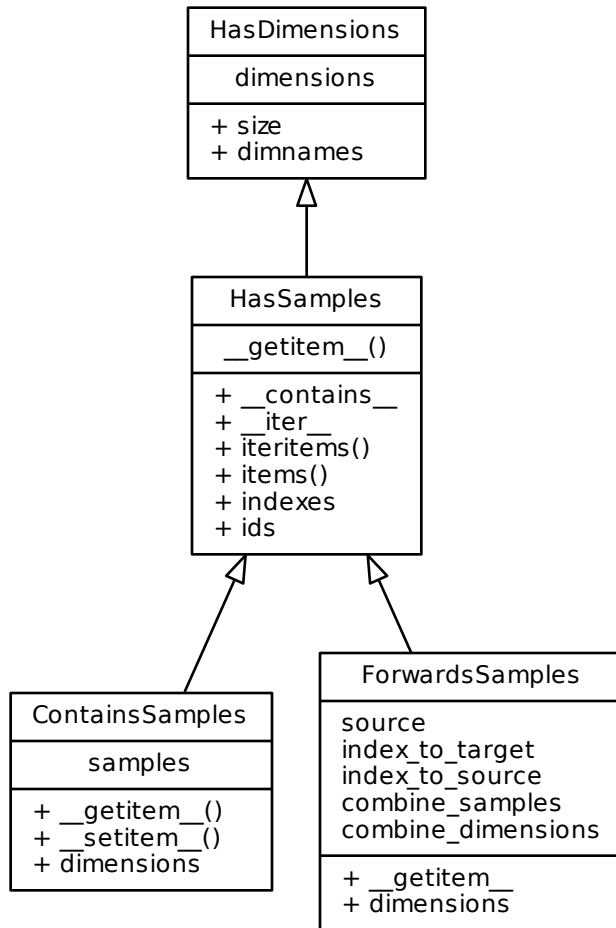 HasDimensions
dimensions
+ size
+ dimnames
HasSamples
__getitem__()
+ __contains__
+ __iter__
+ iteritems()
+ items()
+ indexes
+ ids
ContainsSamples
samples
+ __getitem__()
+ __setitem__()
+ dimensions
ForwardsSamples
source
index_to_target
index_to_source
combine_samples
combine_dimensions
+ __getitem__
+ dimensions